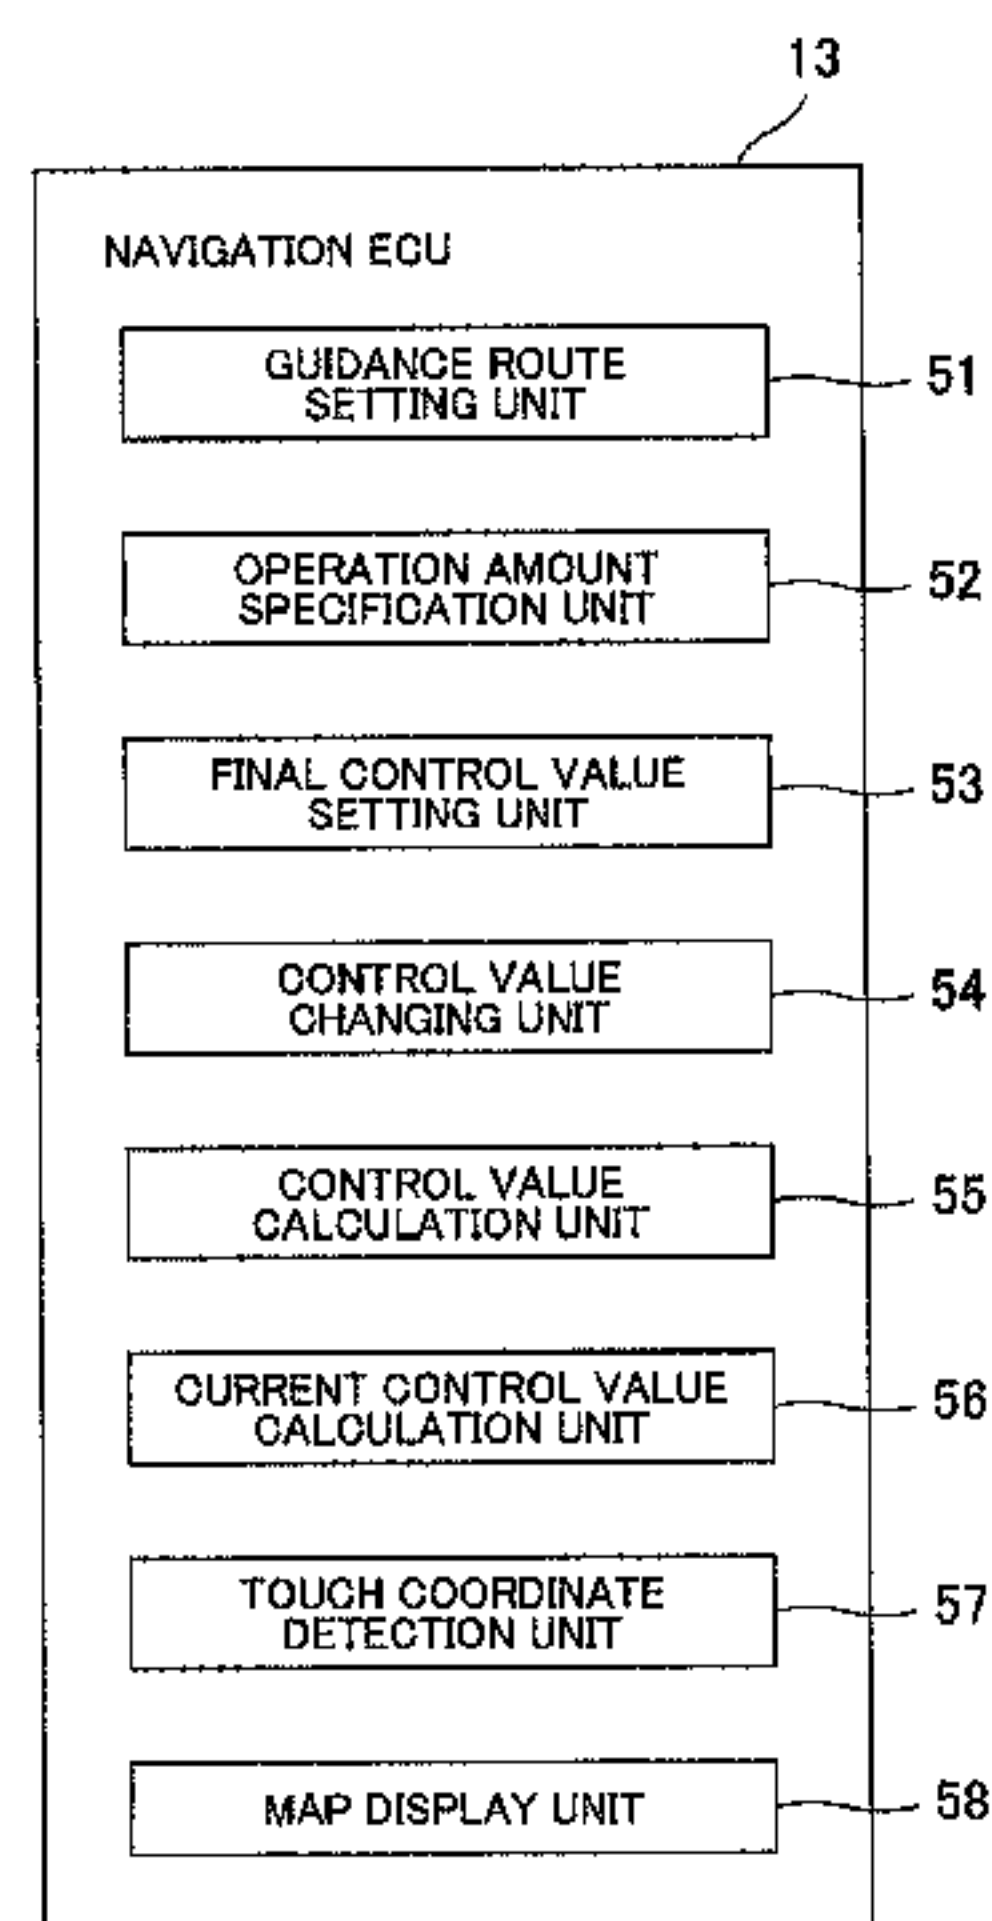 13
NAVIGATION ECU
GUIDANCE ROUTE
SETTING UNIT
51
OPERATION AMOUNT
SPECIFICATION UNIT
52
FINAL CONTROL VALUE
SETTING UNIT
53
CONTROL VALUE
CHANGING UNIT
54
CONTROL VALUE
CALCULATION UNIT
55
CURRENT CONTROL VALUE
CALCULATION UNIT
56
TOUCH COORDINATE
DETECTION UNIT
57
MAP DISPLAY UNIT
58